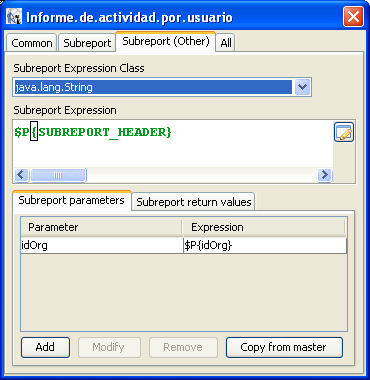 Informe.de.actividad.por.usuario
Common Subreport Subreport (Other) All
Subreport Expression Class
java.lang.String
Subreport Expression
$P{SUBREPORT_HEADER}
Subreport parameters Subreport return values
Parameter Expression
idOrg $P{idOrg}
Add Modify Remove Copy from master